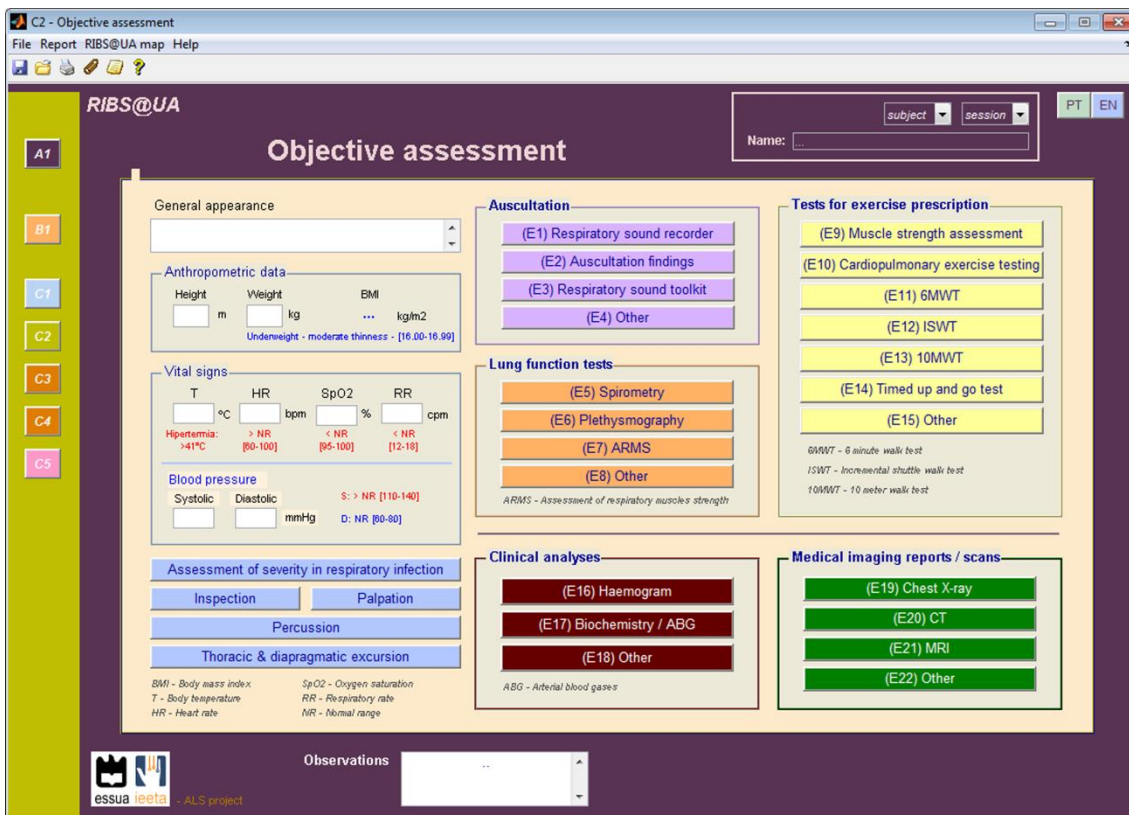 C2 - Objective assessment
File Report RIBS@UA map Help
RIBS@UA
subject session
PT EN
Name: ...
Objective assessment
A1
B1
C1
C2
C3
C4
C5
General appearance
Anthropometric data
Height Weight BMI
m kg ... kg/m2
Underweight - moderate thinness - [16.00-16.99]
Vital signs
T HR SpO2 RR
ºC bpm % cpm
Hipertermia: > NR < NR < NR
>41ºC [60-100] [95-100] [12-18]
Blood pressure
Systolic Diastolic S: > NR [110-140]
mmHg D: NR [60-80]
Assessment of severity in respiratory infection
Inspection Palpation
Percussion
Thoracic & diapragmatic excursion
BMI - Body mass index SpO2 - Oxygen saturation
T - Body temperature RR - Respiratory rate
HR - Heart rate NR - Normal range
Auscultation
(E1) Respiratory sound recorder
(E2) Auscultation findings
(E3) Respiratory sound toolkit
(E4) Other
Lung function tests
(E5) Spirometry
(E6) Plethysmography
(E7) ARMS
(E8) Other
ARMS - Assessment of respiratory muscles strength
Tests for exercise prescription
(E9) Muscle strength assessment
(E10) Cardiopulmonary exercise testing
(E11) 6MWT
(E12) ISWT
(E13) 10MWT
(E14) Timed up and go test
(E15) Other
6MWT - 6 minute walk test
ISWT - Incremental shuttle walk test
10MWT - 10 meter walk test
Clinical analyses
(E16) Haemogram
(E17) Biochemistry / ABG
(E18) Other
ABG - Arterial blood gases
Medical imaging reports / scans
(E19) Chest X-ray
(E20) CT
(E21) MRI
(E22) Other
Observations ..
essua ieeta - ALS project